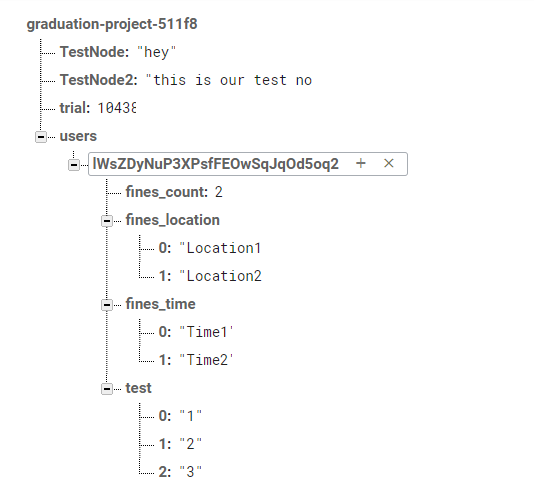 graduation-project-511f8
TestNode: "hey"
TestNode2: "this is our test no
trial: 10438
users
lWsZDyNuP3XPsfFEOwSqJqOd5oq2 + ×
fines_count: 2
fines_location
0: "Location1
1: "Location2
fines_time
0: "Time1'
1: "Time2'
test
0: "1"
1: "2"
2: "3"